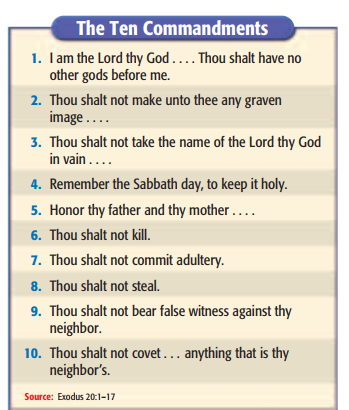 The Ten Commandments
1. I am the Lord thy God . . . . Thou shalt have no
other gods before me.
2. Thou shalt not make unto thee any graven
image . . . .
3. Thou shalt not take the name of the Lord thy God
in vain . . . .
4. Remember the Sabbath day, to keep it holy.
5. Honor thy father and thy mother . . . .
6. Thou shalt not kill.
7. Thou shalt not commit adultery.
8. Thou shalt not steal.
9. Thou shalt not bear false witness against thy
neighbor.
10. Thou shalt not covet . . . anything that is thy
neighbor's.
Source: Exodus 20:1–17